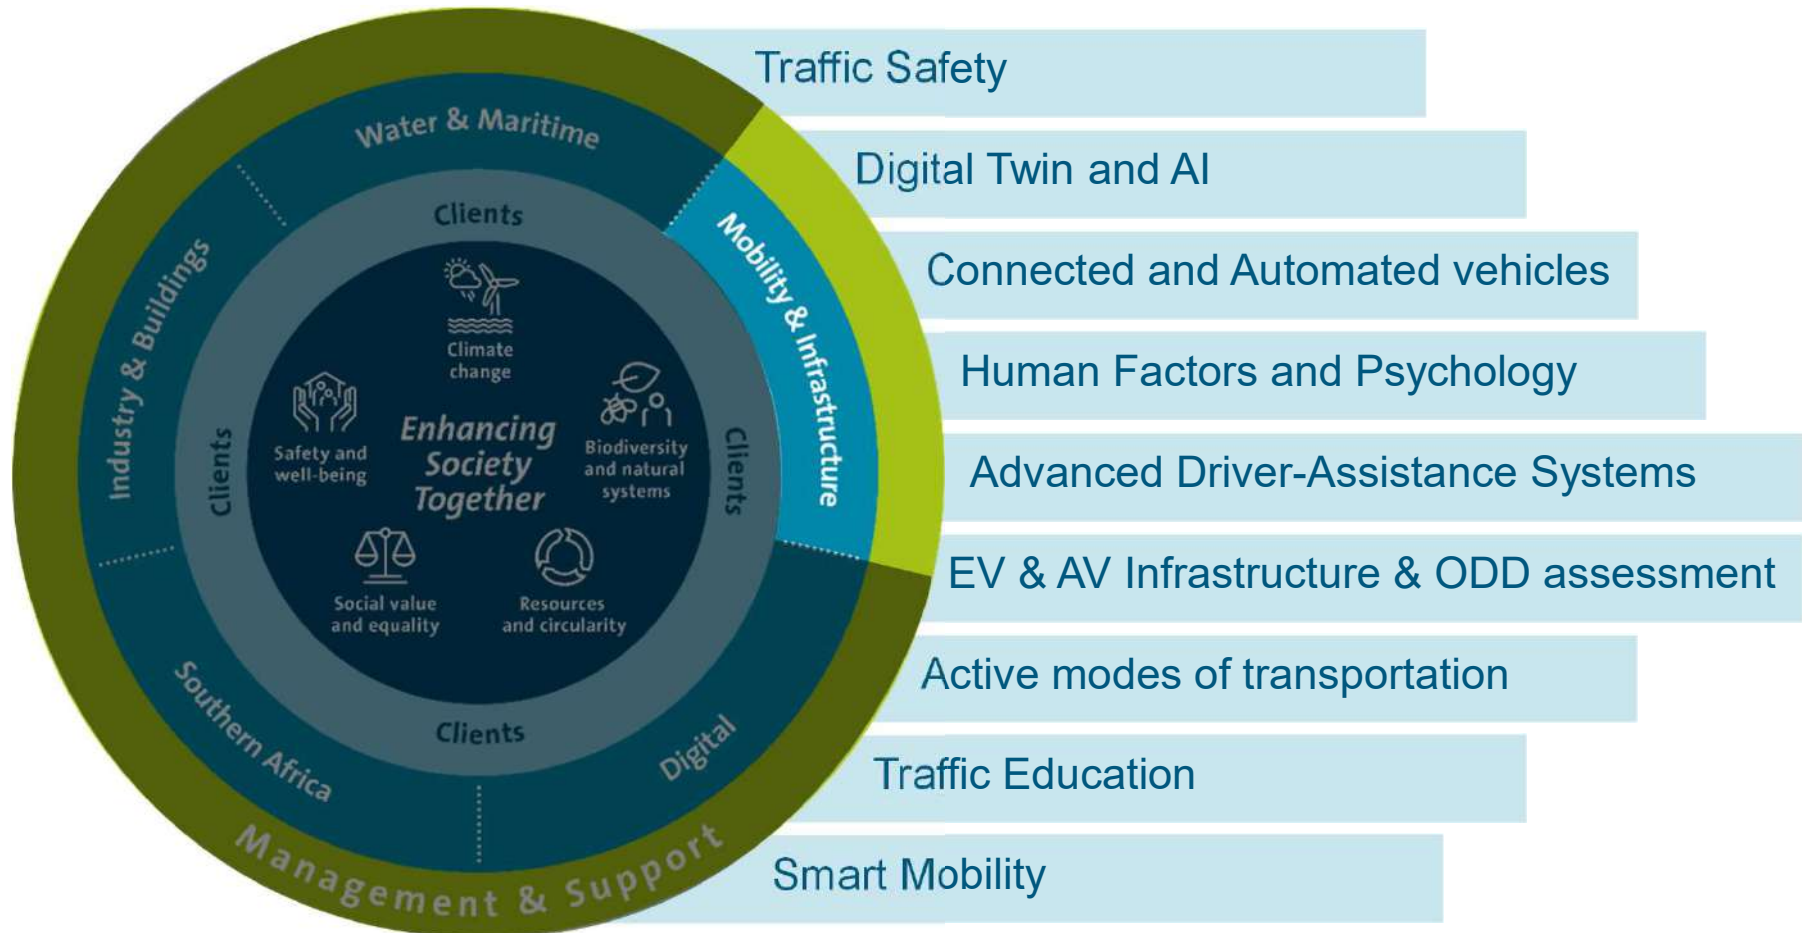 Traffic Safety
Digital Twin and AI
Connected and Automated vehicles
Human Factors and Psychology
Advanced Driver-Assistance Systems
EV & AV Infrastructure & ODD assessment
Active modes of transportation
Traffic Education
Smart Mobility
Water & Maritime
Mobility & Infrastructure
Digital
Southern Africa
Industry & Buildings
Management & Support
Clients
Clients
Clients
Clients
Climate
change
Safety and
well-being
Enhancing
Society
Together
Biodiversity
and natural
systems
Social value
and equality
Resources
and circularity